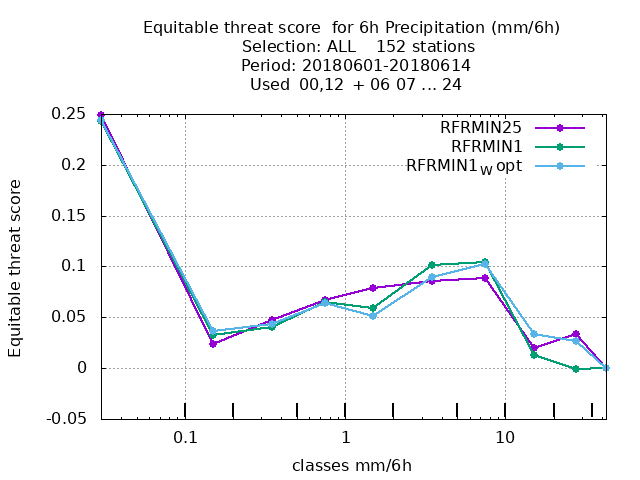 Equitable threat score  for 6h Precipitation (mm/6h)
Selection: ALL    152 stations
Period: 20180601-20180614
Used  00,12  + 06 07 ... 24
RFRMIN25
RFRMIN1
RFRMIN1W opt
0.25
0.2
0.15
0.1
0.05
0
-0.05
Equitable threat score
0.1
1
10
classes mm/6h